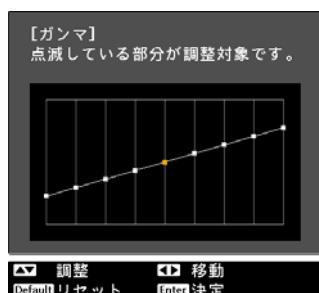 [ガンマ]
点滅している部分が調整対象です。
調整 移動
Default リセット Enter 決定